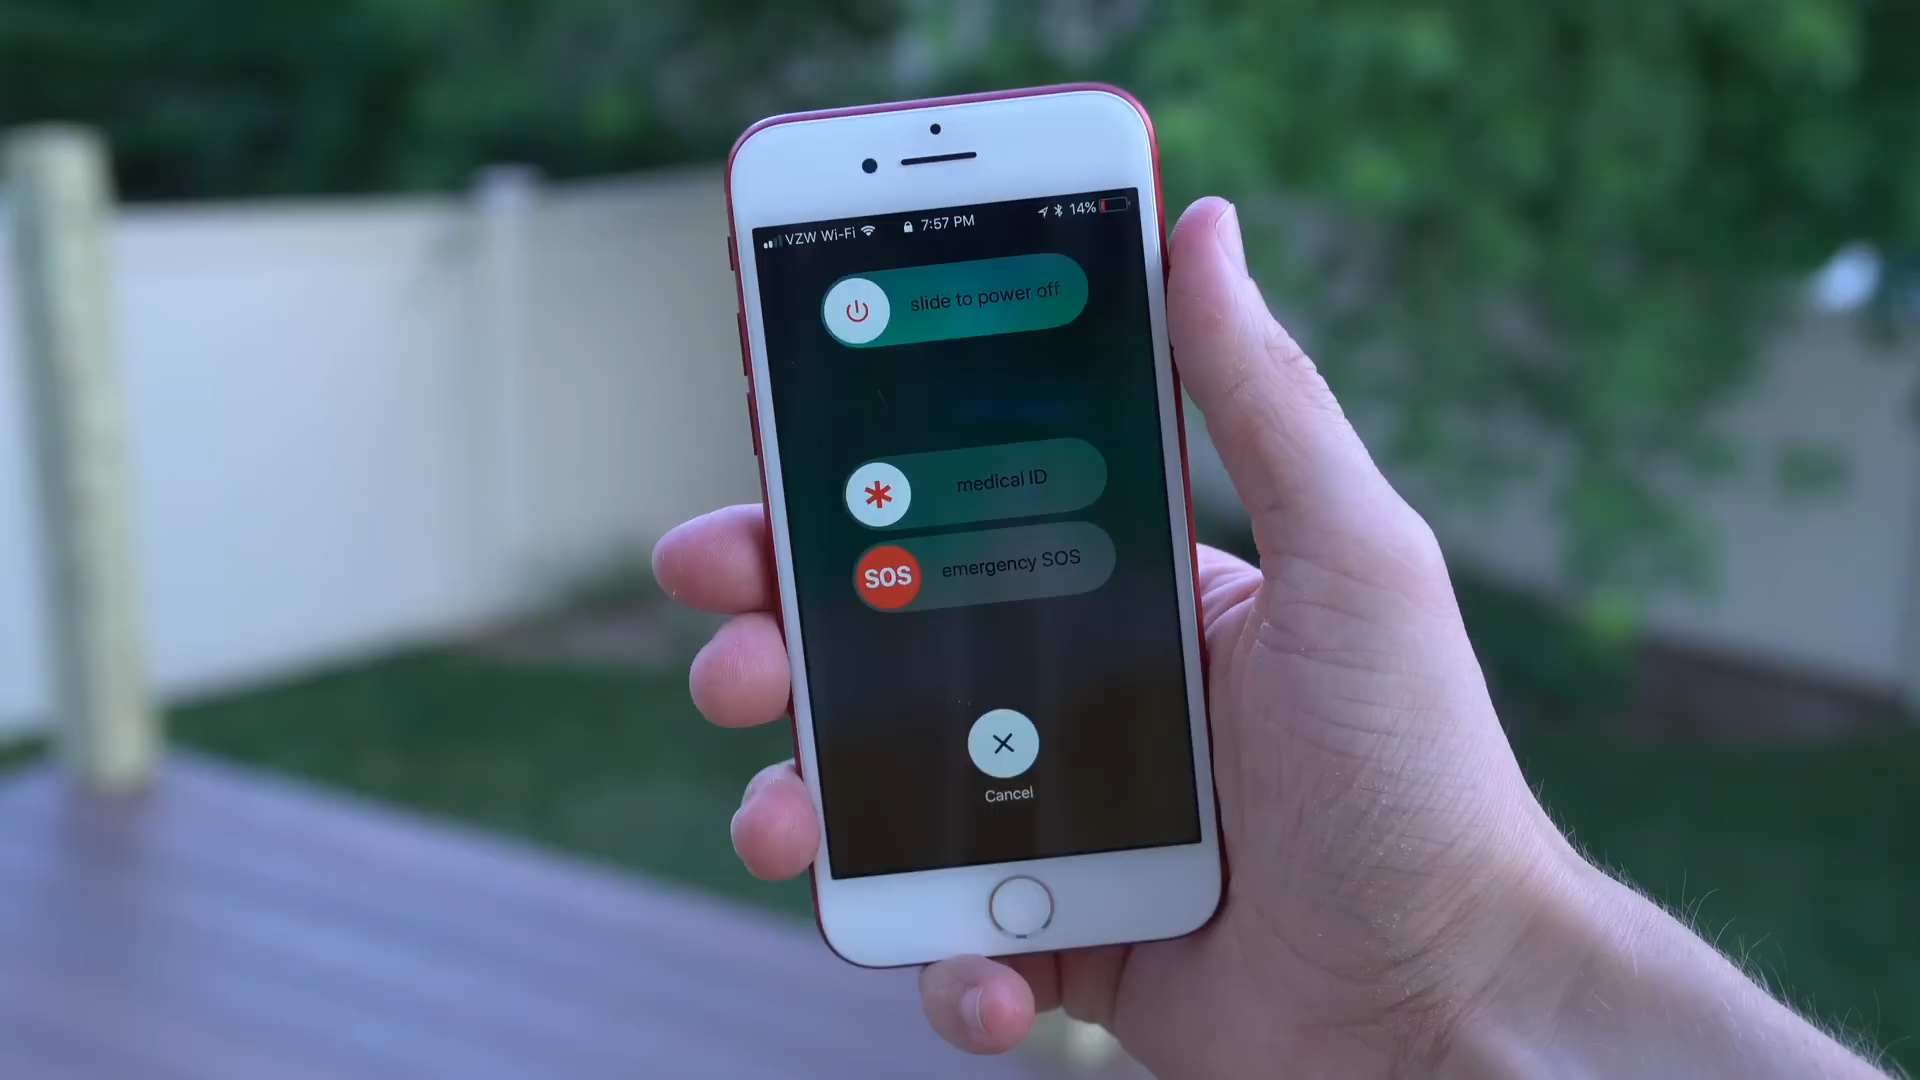 VZW Wi-Fi 7:57 PM 14%
slide to power off
medical ID
SOS emergency SOS
Cancel